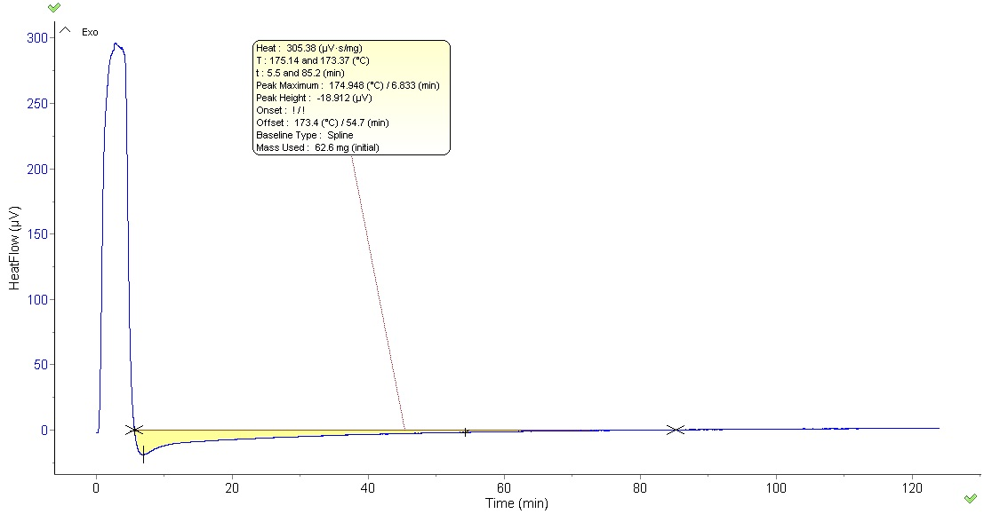 Exo
Heat : 305.38 (µV·s/mg)
T : 175.14 and 173.37 (°C)
t : 5.5 and 85.2 (min)
Peak Maximum : 174.948 (°C) / 6.833 (min)
Peak Height : -18.912 (µV)
Onset : ! / !
Offset : 173.4 (°C) / 54.7 (min)
Baseline Type : Spline
Mass Used : 62.6 mg (initial)
HeatFlow (µV)
300
250
200
150
100
50
0
0 20 40 60 80 100 120
Time (min)